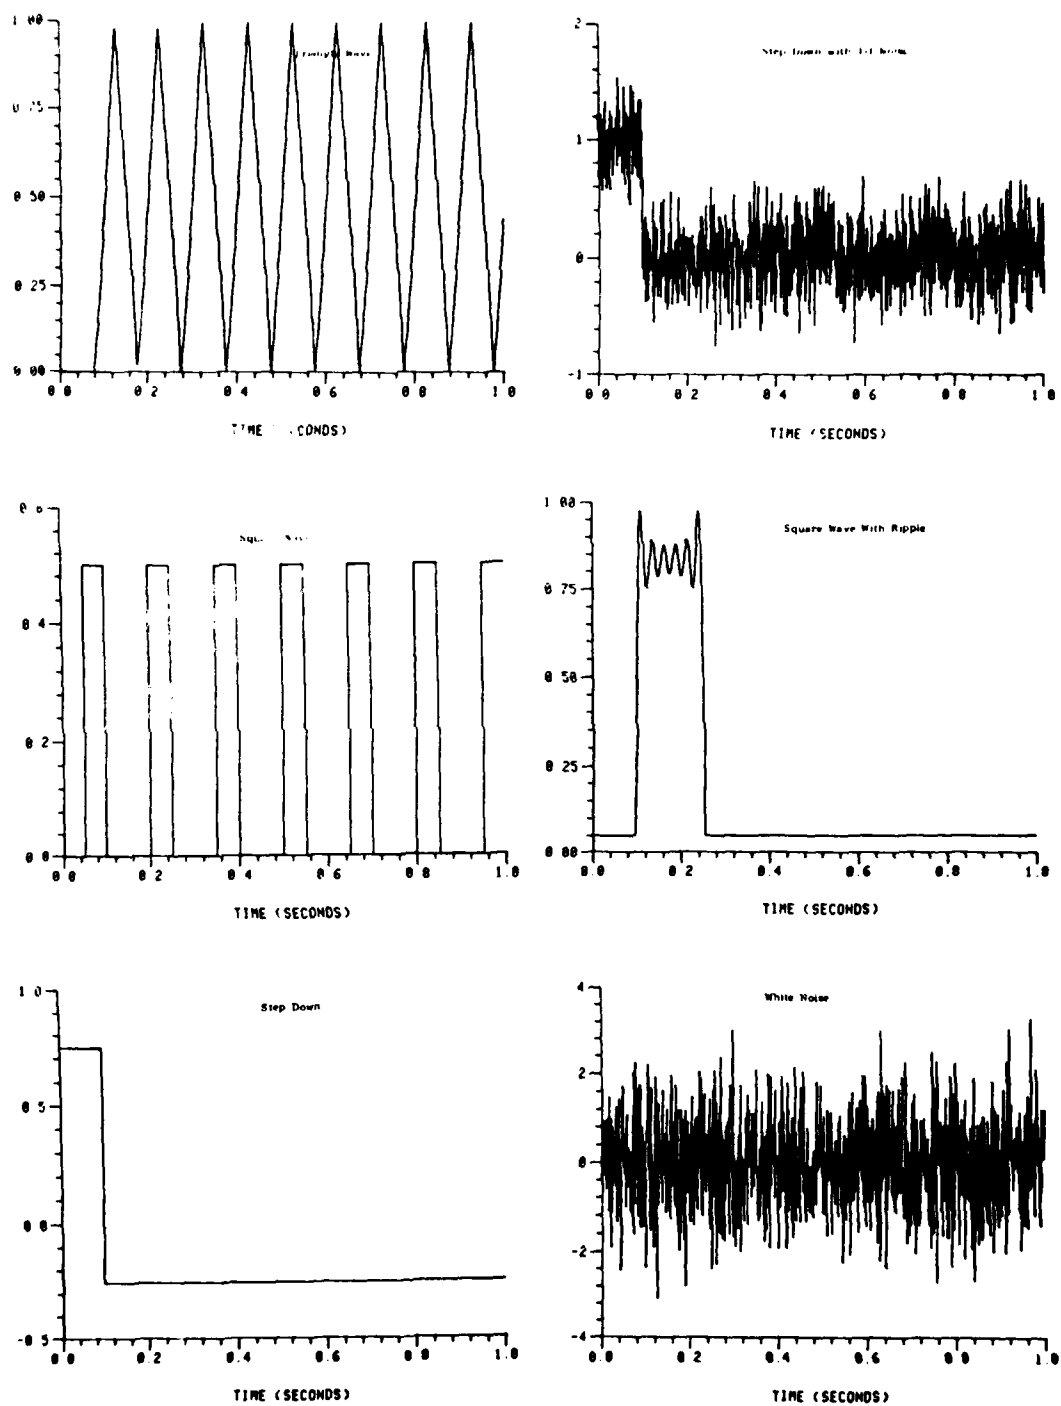 1 00
Wave
0 50
0 25
0 00
0 0 0 2 0 4 0 6 0 8 1.0
TIME CONDS)
2
Step Down with
1
0
-1
0 0 0 2 0 4 0 6 0 8 1 0
TIME (SECONDS)
0 4
0 2
0 0
0 0 0 2 0 4 0 6 0 8 1.0
TIME (SECONDS)
1 00
Square Wave With Ripple
0 75
0 50
0 25
0 00
0.0 0.2 0.4 0.6 0.8 1.0
TIME (SECONDS)
1 0
Step Down
0 5
0 0
-0 5
0.0 0.2 0.4 0.6 0.8 1.0
TIME (SECONDS)
4
White Noise
2
0
-2
-4
0.0 0.2 0.4 0.6 0.8 1.0
TIME (SECONDS)